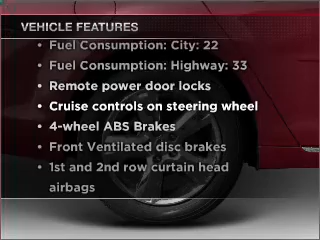 VEHICLE FEATURES
• Fuel Consumption: City: 22
• Fuel Consumption: Highway: 33
• Remote power door locks
• Cruise controls on steering wheel
• 4-wheel ABS Brakes
• Front Ventilated disc brakes
• 1st and 2nd row curtain head
airbags